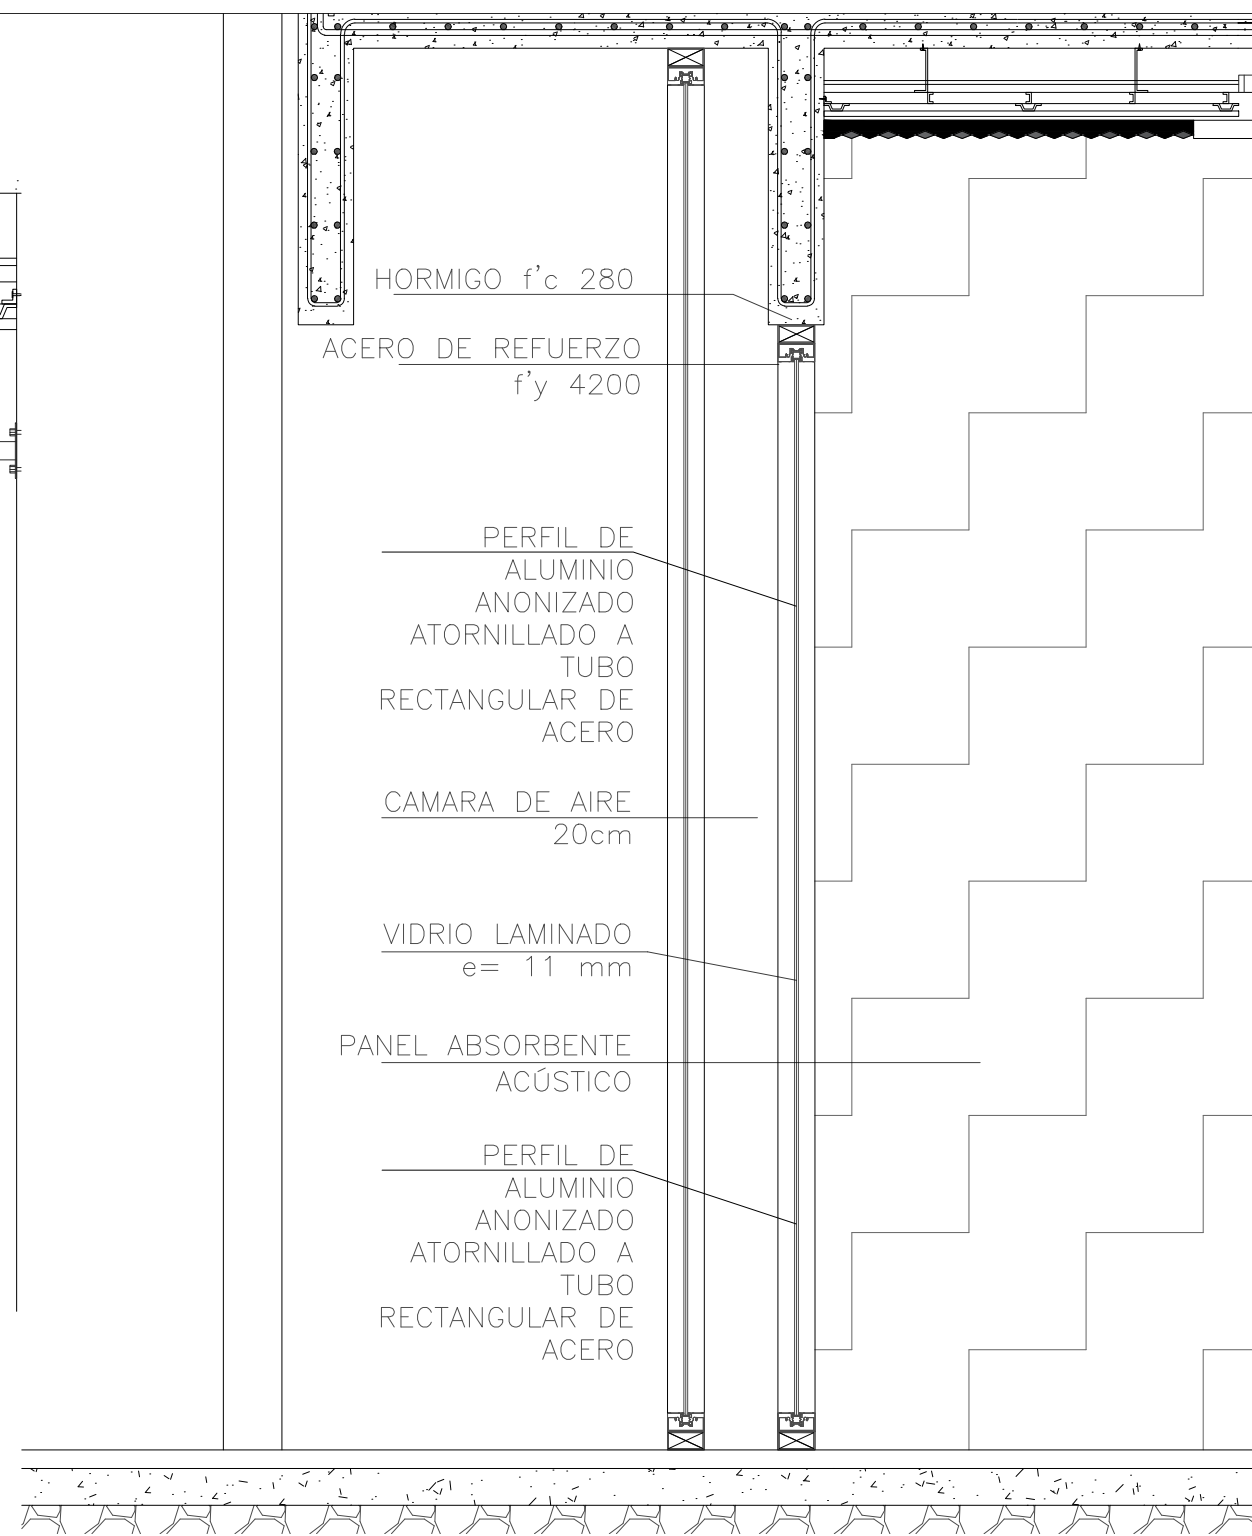 HORMIGO f'c 280
ACERO DE REFUERZO
f'y 4200
PERFIL DE
ALUMINIO
ANONIZADO
ATORNILLADO A
TUBO
RECTANGULAR DE
ACERO
CAMARA DE AIRE
20cm
VIDRIO LAMINADO
e= 11 mm
PANEL ABSORBENTE
ACÚSTICO
PERFIL DE
ALUMINIO
ANONIZADO
ATORNILLADO A
TUBO
RECTANGULAR DE
ACERO